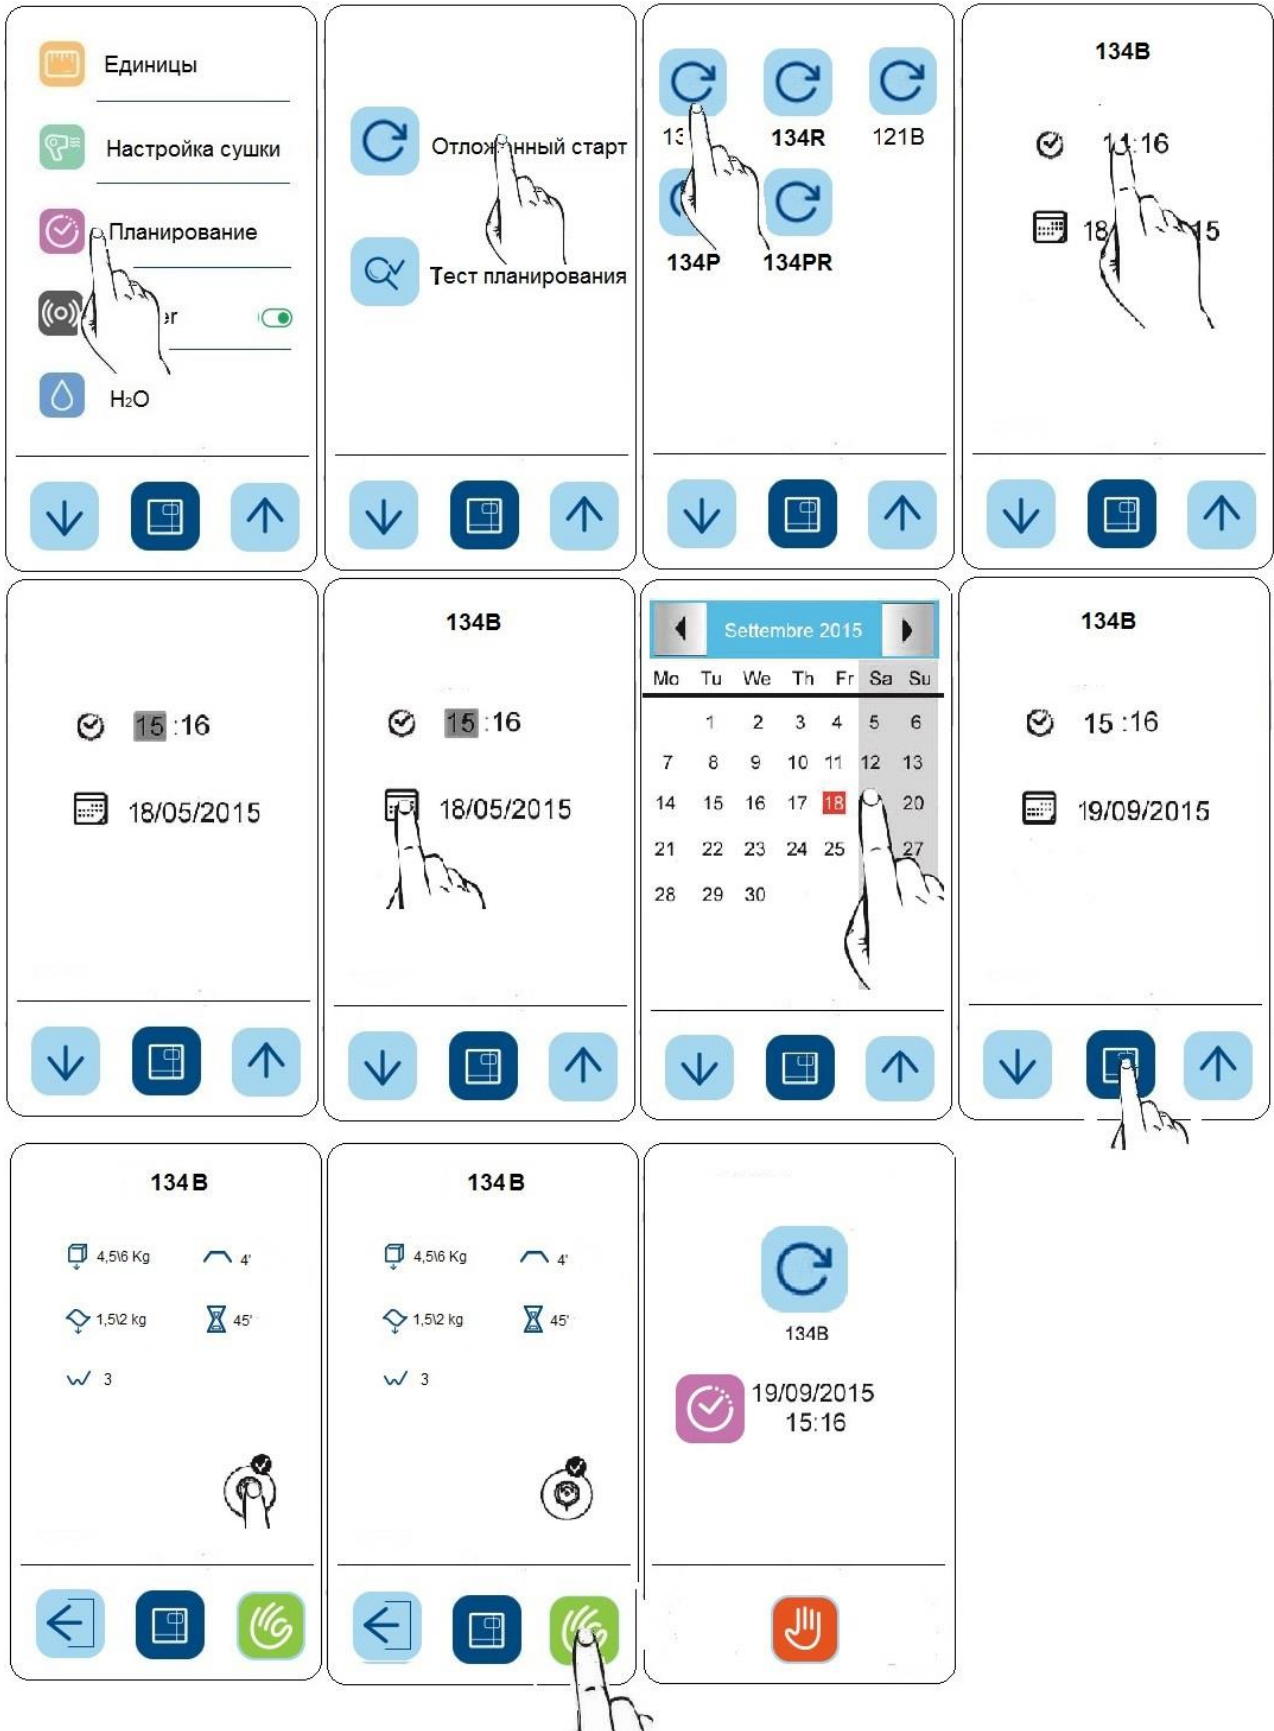 Единицы
Настройка сушки
Планирование
H₂O
Отложенный старт
Тест планирования
134R
121B
134P
134PR
134B
:16
18
15
15 :16
18/05/2015
134B
15 :16
18/05/2015
Settembre 2015
Mo Tu We Th Fr Sa Su
1 2 3 4 5 6
7 8 9 10 11 12 13
14 15 16 17 18 20
21 22 23 24 25 27
28 29 30
134B
15 :16
19/09/2015
134B
4,5\6 Kg 4'
1,5\2 kg 45'
3
134B
4,5\6 Kg 4'
1,5\2 kg 45'
3
134B
19/09/2015
15:16